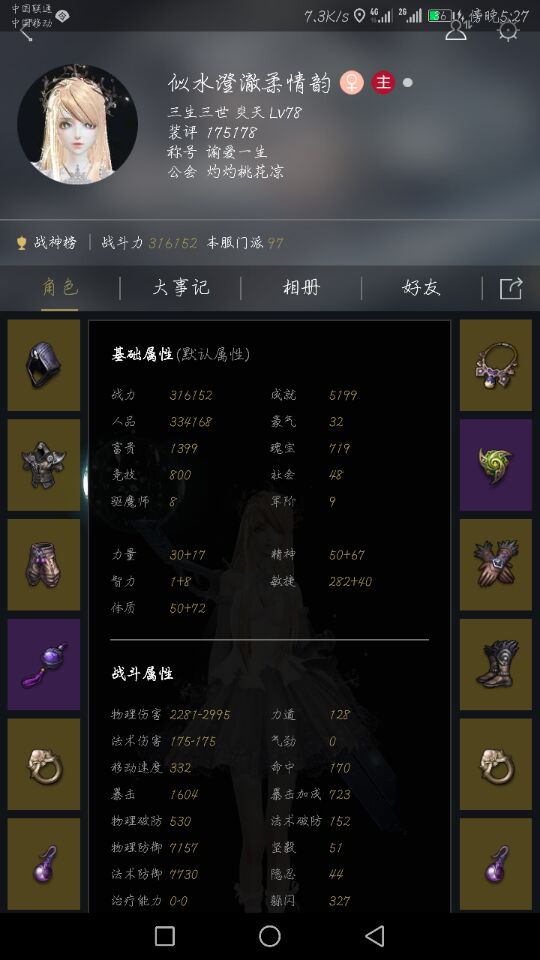 中国联通
中国移动
7.3K/s 4G 2G 36 傍晚5:27
似水澄澈柔情韵 主
三生三世 炎天 LV78
装评 175178
称号 谕爱一生
公会 灼灼桃花凉
战神榜 战斗力 316152 本服门派 97
角色 大事记 相册 好友
基础属性(默认属性)
战力 316152 成就 5199
人品 334168 豪气 32
富贵 1399 瑰宝 719
竞技 800 社会 48
驱魔师 8 军阶 9
力量 30+17 精神 50+67
智力 1+8 敏捷 282+40
体质 50+72
战斗属性
物理伤害 2281-2995 力道 128
法术伤害 175-175 气劲 0
移动速度 332 命中 170
暴击 1604 暴击加成 723
物理破防 530 法术破防 152
物理防御 7157 坚毅 51
法术防御 7730 隐忍 44
治疗能力 0-0 躲闪 327